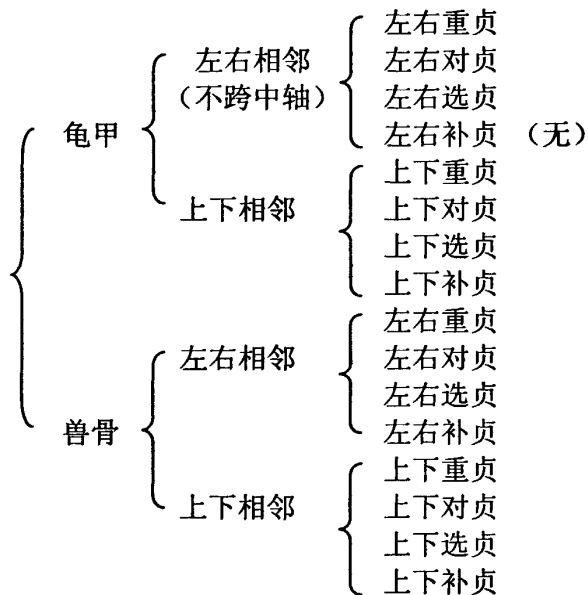 左右重贞
左右相邻
左右对贞
（不跨中轴）
左右选贞
龟甲
左右补贞 （无）
上下重贞
上下相邻
上下对贞
上下选贞
上下补贞
左右重贞
左右相邻
左右对贞
左右选贞
兽骨
左右补贞
上下重贞
上下相邻
上下对贞
上下选贞
上下补贞